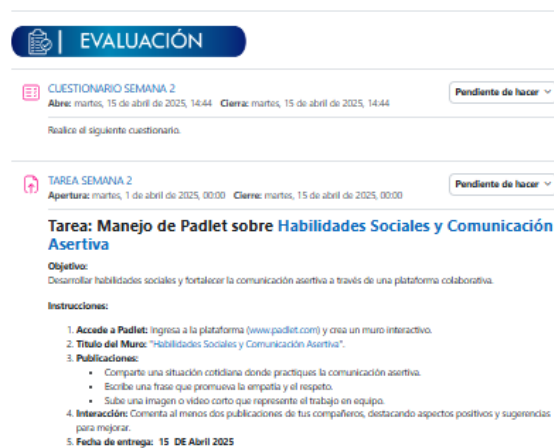 EVALUACIÓN
CUESTIONARIO SEMANA 2
Pendiente de hacer
Abre: martes, 15 de abril de 2025, 14:44 Cierra: martes, 15 de abril de 2025, 14:44
Realice el siguiente cuestionario.
TAREA SEMANA 2
Pendiente de hacer
Apertura: martes, 1 de abril de 2025, 00:00 Cierre: martes, 15 de abril de 2025, 00:00
Tarea: Manejo de Padlet sobre Habilidades Sociales y Comunicación
Asertiva
Objetivo:
Desarrollar habilidades sociales y fortalecer la comunicación asertiva a través de una plataforma colaborativa.
Instrucciones:
1. Accede a Padlet: Ingresa a la plataforma (www.padlet.com) y crea un muro interactivo.
2. Título del Muro: "Habilidades Sociales y Comunicación Asertiva".
3. Publicaciones:
• Comparte una situación cotidiana donde practiques la comunicación asertiva.
• Escribe una frase que promueva la empatía y el respeto.
• Sube una imagen o video corto que represente el trabajo en equipo.
4. Interacción: Comenta al menos dos publicaciones de tus compañeros, destacando aspectos positivos y sugerencias
para mejorar.
5. Fecha de entrega: 15 DE Abril 2025